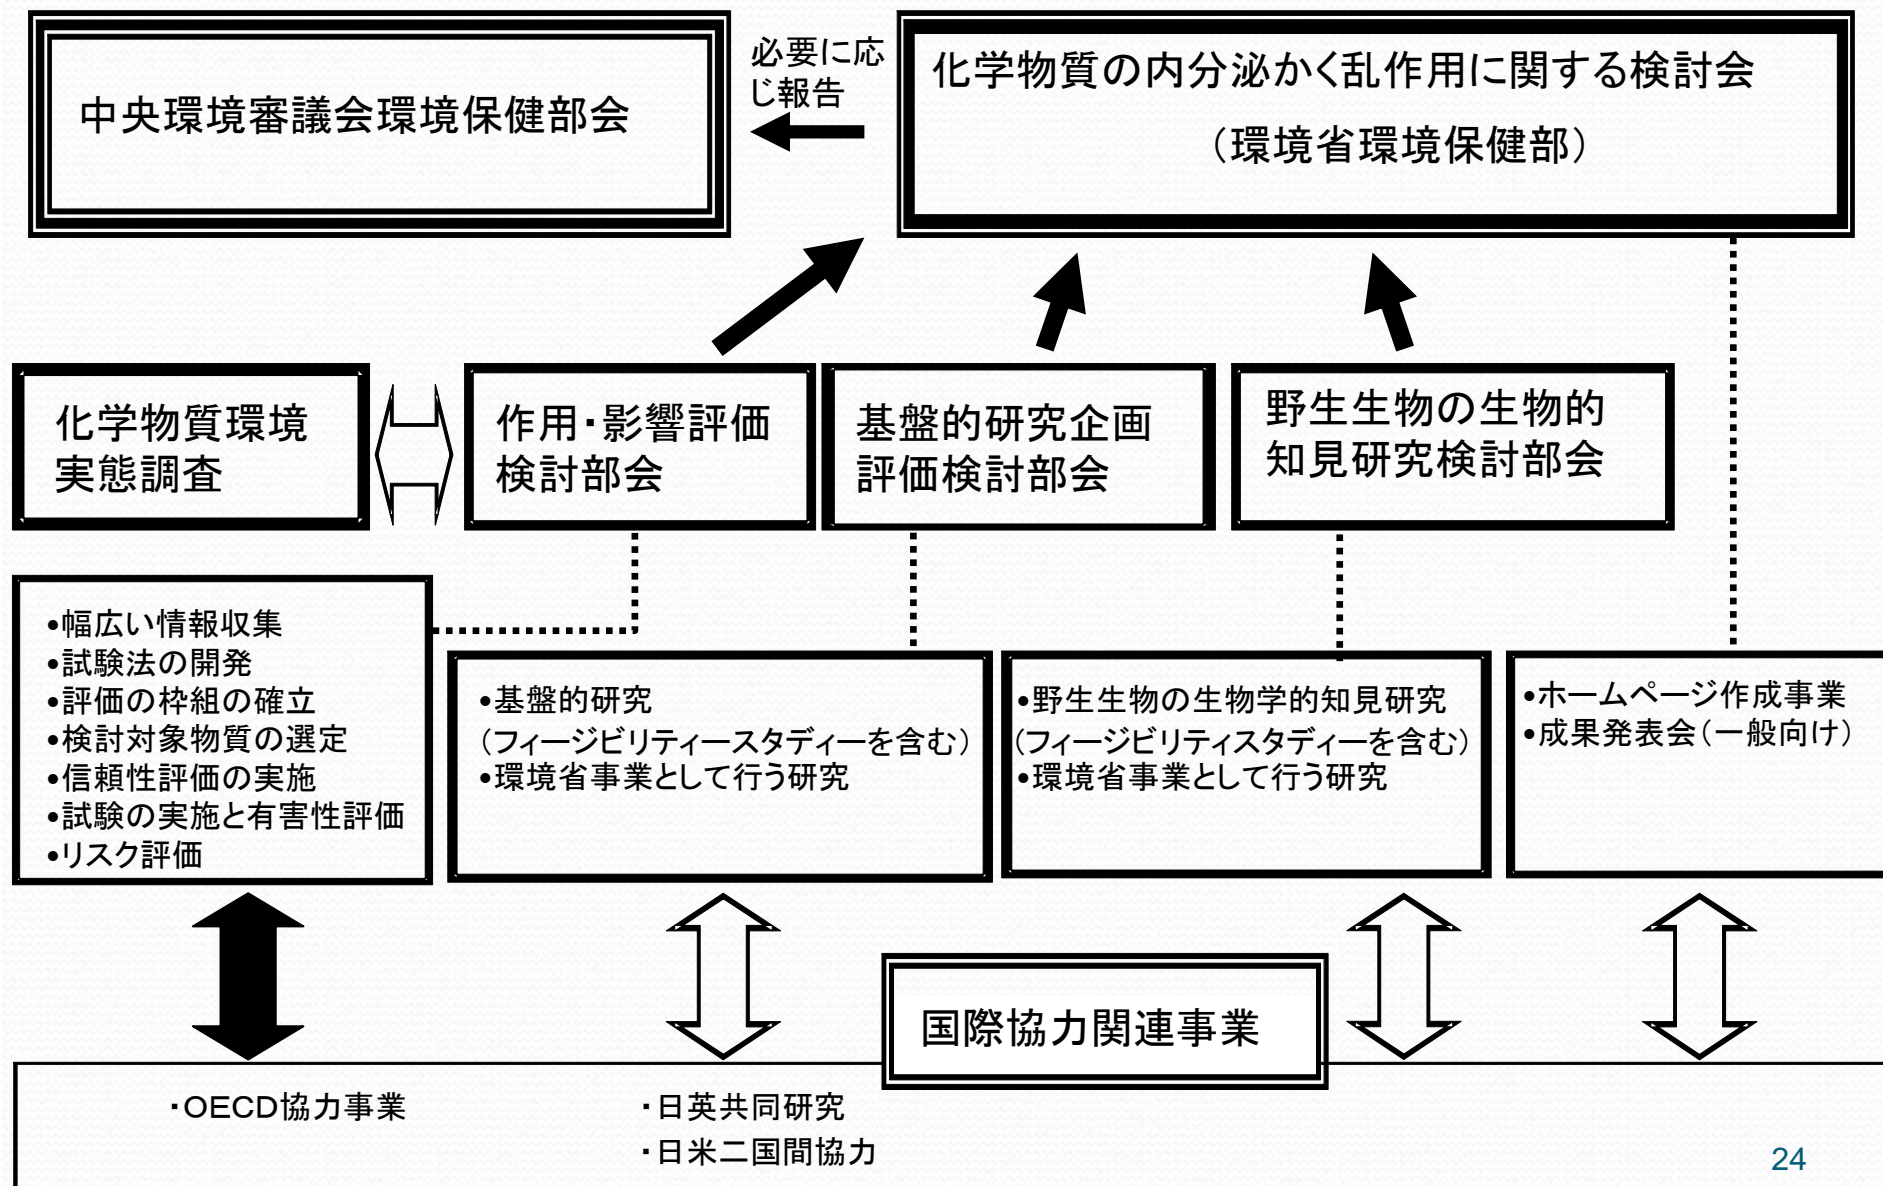 中央環境審議会環境保健部会
必要に応
じ報告
化学物質の内分泌かく乱作用に関する検討会
（環境省環境保健部）
化学物質環境
実態調査
作用・影響評価
検討部会
基盤的研究企画
評価検討部会
野生生物の生物的
知見研究検討部会
•幅広い情報収集
•試験法の開発
•評価の枠組の確立
•検討対象物質の選定
•信頼性評価の実施
•試験の実施と有害性評価
•リスク評価
•基盤的研究
（フィージビリティースタディーを含む）
•環境省事業として行う研究
•野生生物の生物学的知見研究
（フィージビリティスタディーを含む）
•環境省事業として行う研究
•ホームページ作成事業
•成果発表会（一般向け）
国際協力関連事業
・OECD協力事業
・日英共同研究
・日米二国間協力
24